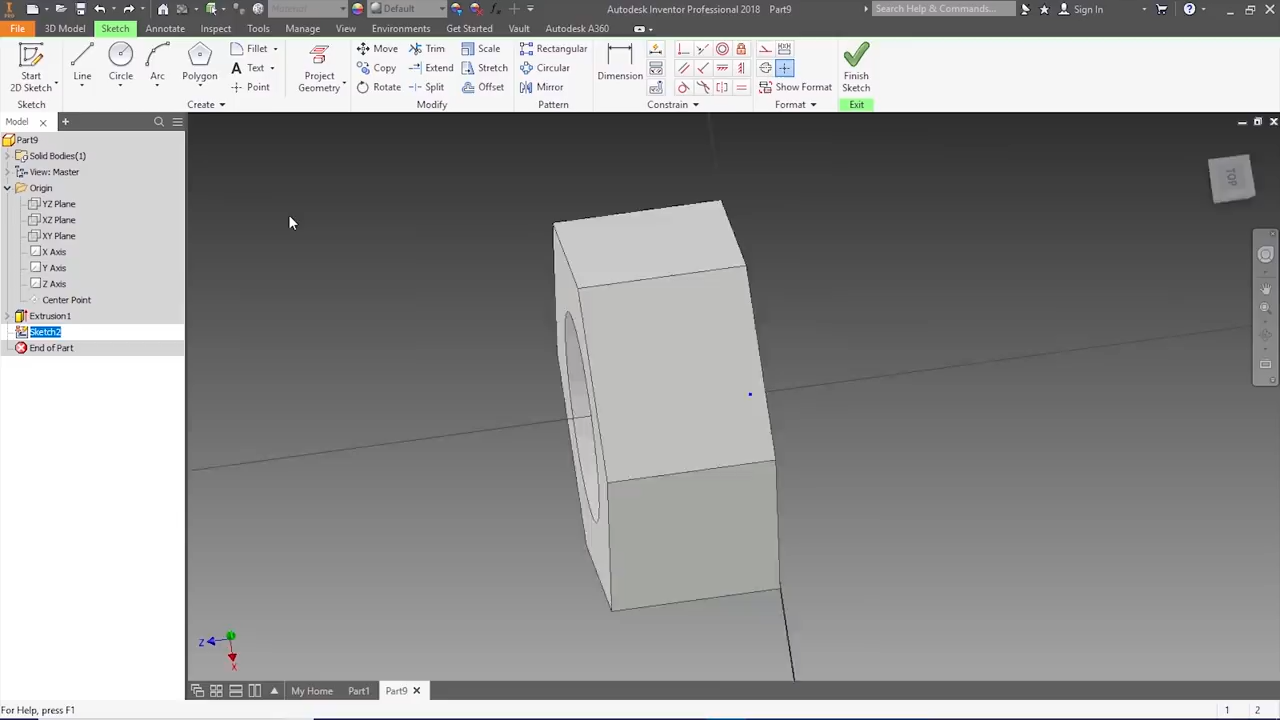 Material
Default
Autodesk Inventor Professional 2018 Part9
Search Help & Commands...
Sign In
File 3D Model Sketch Annotate Inspect Tools Manage View Environments Get Started Vault Autodesk A360
Start
2D Sketch
Line
Circle
Arc
Polygon
Fillet
Text
Point
Project
Geometry
Move
Copy
Rotate
Trim
Extend
Split
Scale
Stretch
Offset
Rectangular
Circular
Mirror
Dimension
Show Format
Finish
Sketch
Sketch Create Modify Pattern Constrain Format Exit
Model
Part9
Solid Bodies(1)
View: Master
Origin
YZ Plane
XZ Plane
XY Plane
X Axis
Y Axis
Z Axis
Center Point
Extrusion1
Sketch2
End of Part
TOP
Z
X
My Home Part1 Part9
For Help, press F1
1 2